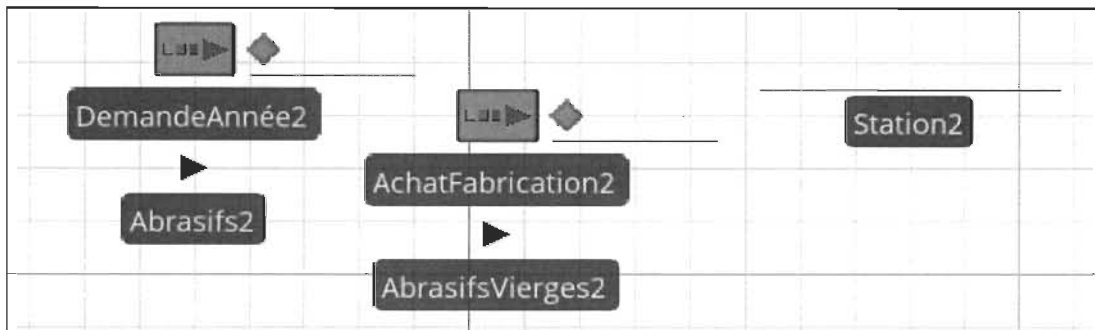 DemandeAnnée2
Abrasifs2
AchatFabrication2
AbrasifsVierges2
Station2